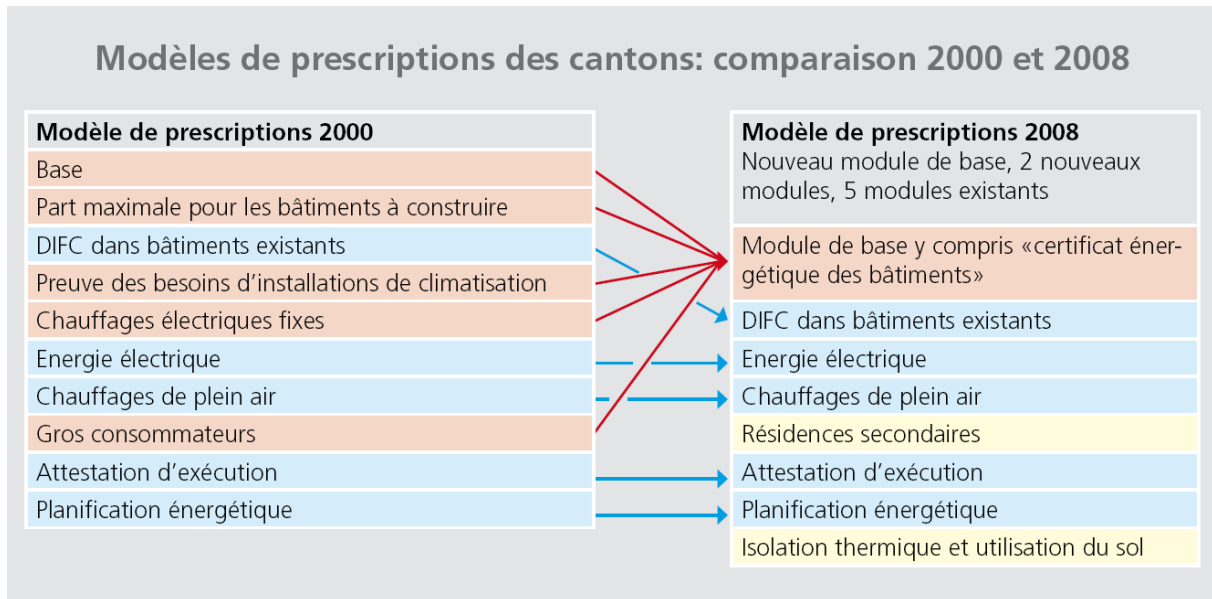 Modèles de prescriptions des cantons: comparaison 2000 et 2008
Modèle de prescriptions 2000
Base
Part maximale pour les bâtiments à construire
DIFC dans bâtiments existants
Preuve des besoins d’installations de climatisation
Chauffages électriques fixes
Energie électrique
Chauffages de plein air
Gros consommateurs
Attestation d’exécution
Planification énergétique
Modèle de prescriptions 2008
Nouveau module de base, 2 nouveaux
modules, 5 modules existants
Module de base y compris «certificat éner-
gétique des bâtiments»
DIFC dans bâtiments existants
Energie électrique
Chauffages de plein air
Résidences secondaires
Attestation d’exécution
Planification énergétique
Isolation thermique et utilisation du sol